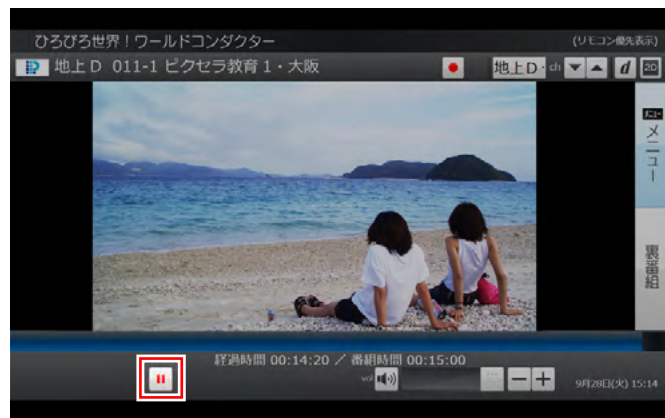 ひろびろ世界！ワールドコンダクター
(リモコン優先表示)
地上D 011-1 ピクセラ教育1・大阪
地上D・ch
d
20
メニュー
メニュー
裏番組
経過時間 00:14:20 ／ 番組時間 00:15:00
vol
9月28日(火) 15:14